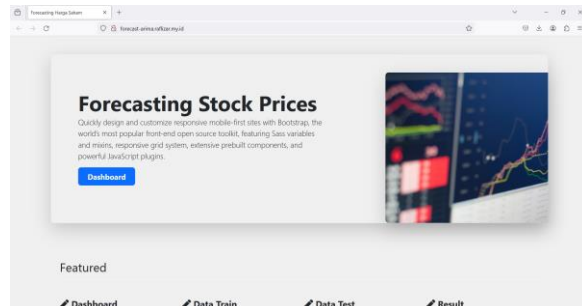 Forecasting Harga Saham
forecast-arima.rafkizar.my.id
Forecasting Stock Prices
Quickly design and customize responsive mobile-first sites with Bootstrap, the
world's most popular front-end open source toolkit, featuring Sass variables
and mixins, responsive grid system, extensive prebuilt components, and
powerful JavaScript plugins.
Dashboard
Featured
Dashboard Data Train Data Test Result